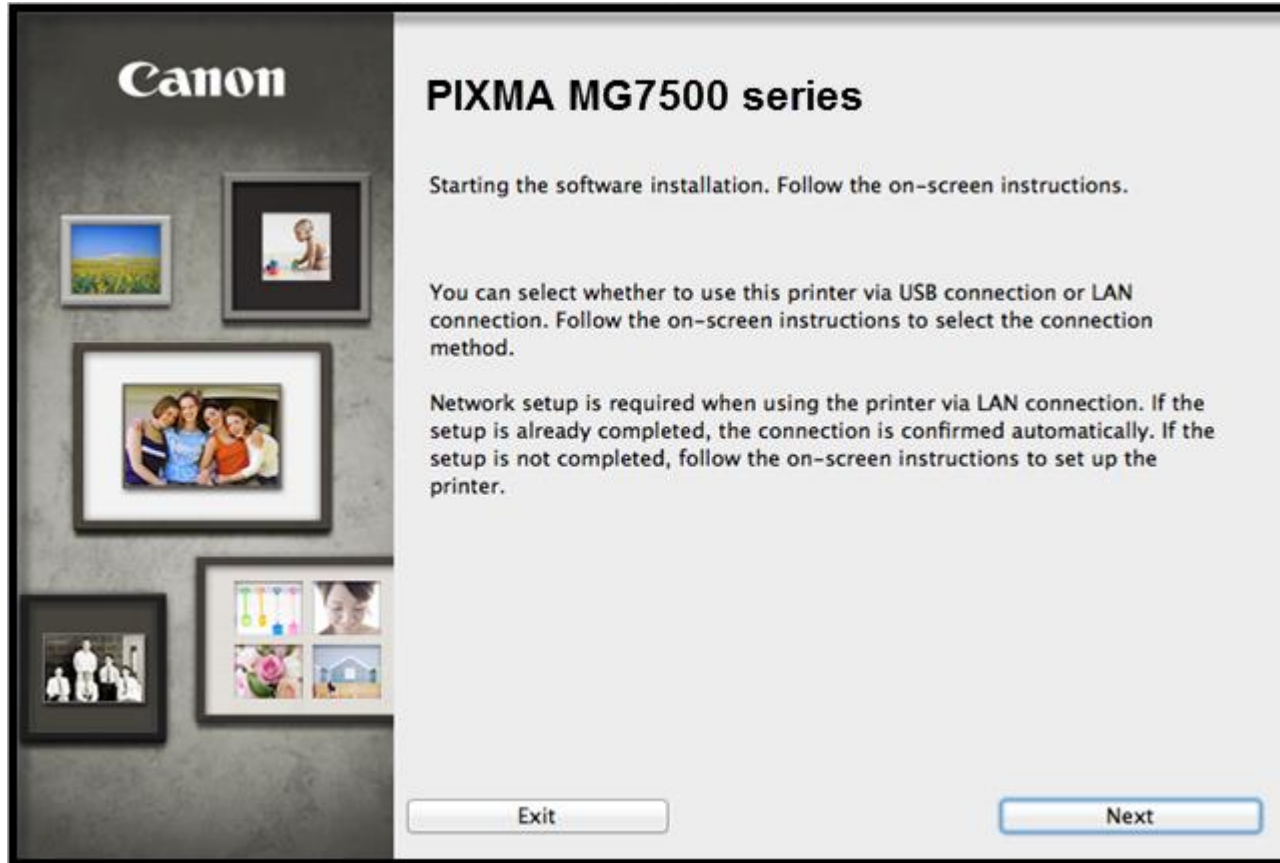 Canon
PIXMA MG7500 series
Starting the software installation. Follow the on-screen instructions.
You can select whether to use this printer via USB connection or LAN
connection. Follow the on-screen instructions to select the connection
method.
Network setup is required when using the printer via LAN connection. If the
setup is already completed, the connection is confirmed automatically. If the
setup is not completed, follow the on-screen instructions to set up the
printer.
Exit
Next